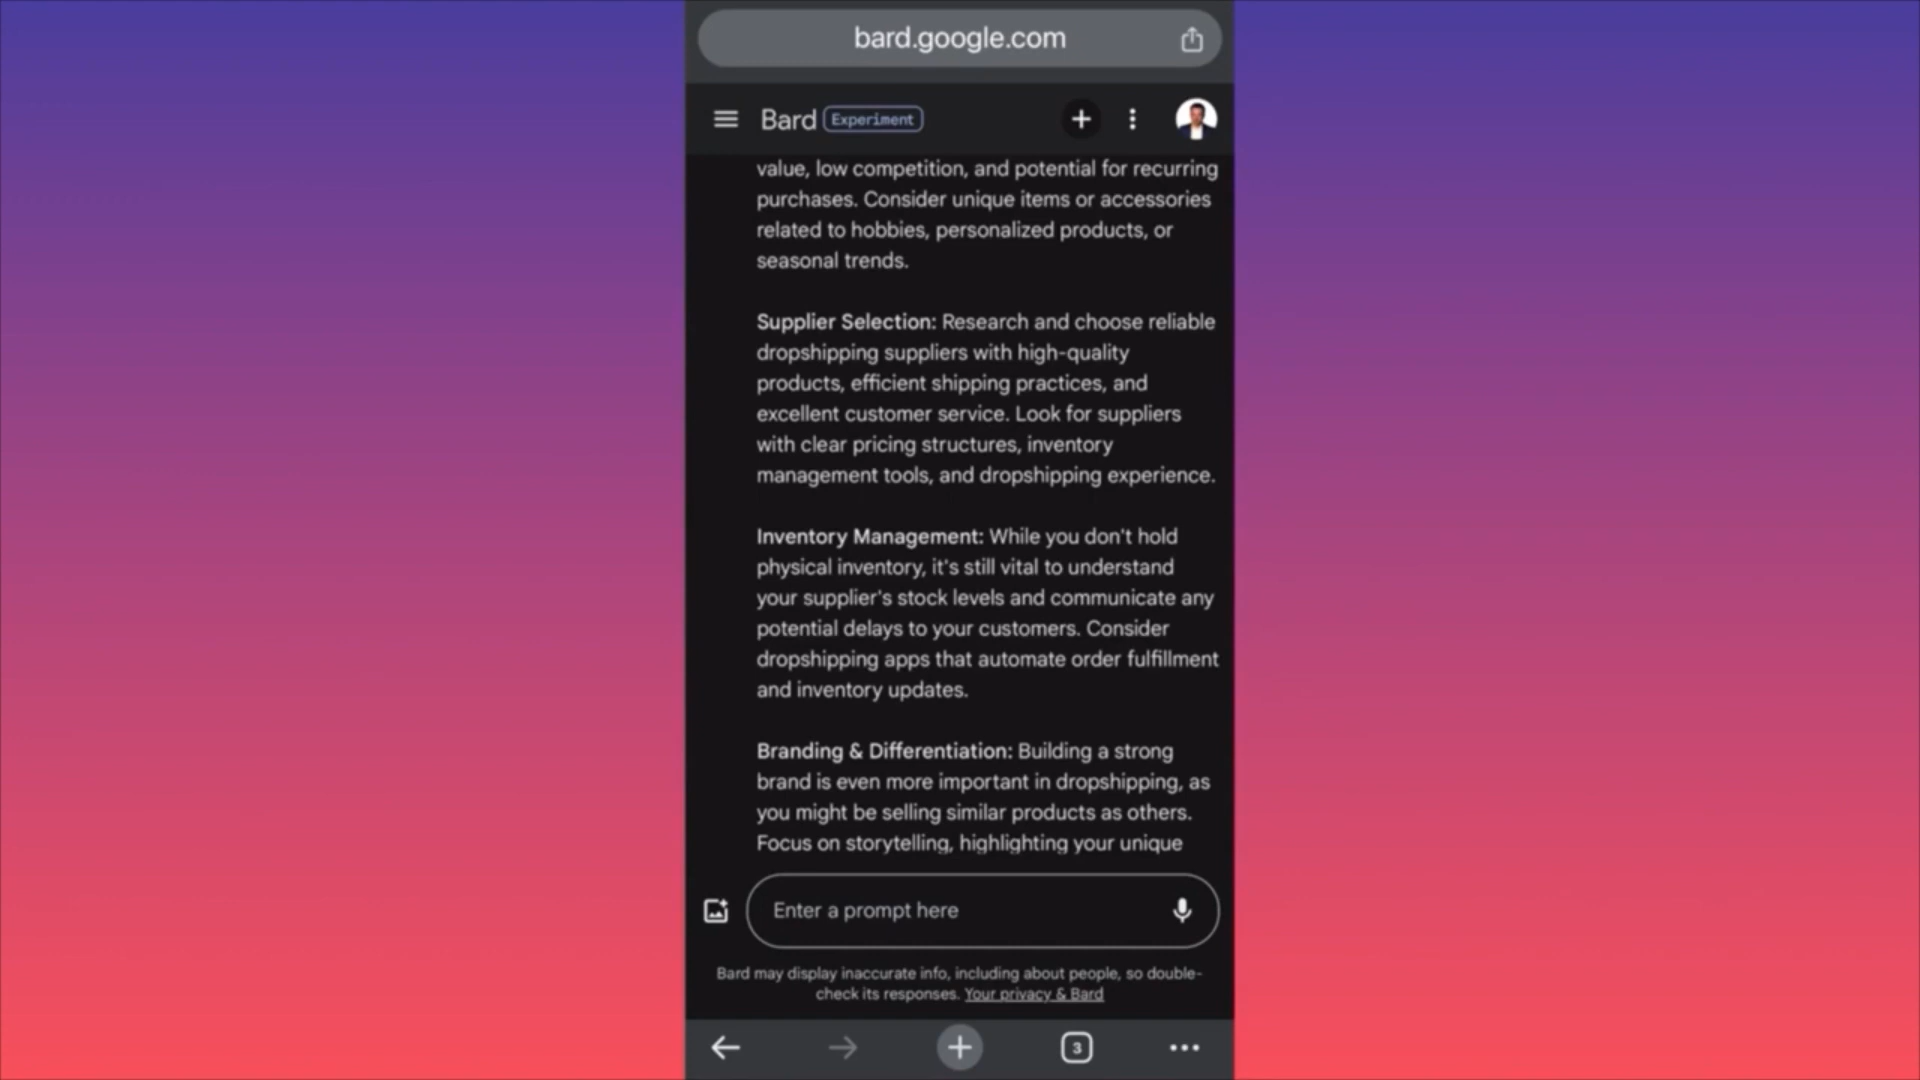 bard.google.com
Bard Experiment
value, low competition, and potential for recurring
purchases. Consider unique items or accessories
related to hobbies, personalized products, or
seasonal trends.
Supplier Selection: Research and choose reliable
dropshipping suppliers with high-quality
products, efficient shipping practices, and
excellent customer service. Look for suppliers
with clear pricing structures, inventory
management tools, and dropshipping experience.
Inventory Management: While you don't hold
physical inventory, it's still vital to understand
your supplier's stock levels and communicate any
potential delays to your customers. Consider
dropshipping apps that automate order fulfillment
and inventory updates.
Branding & Differentiation: Building a strong
brand is even more important in dropshipping, as
you might be selling similar products as others.
Focus on storytelling, highlighting your unique
Enter a prompt here
Bard may display inaccurate info, including about people, so double-
check its responses. Your privacy & Bard
3